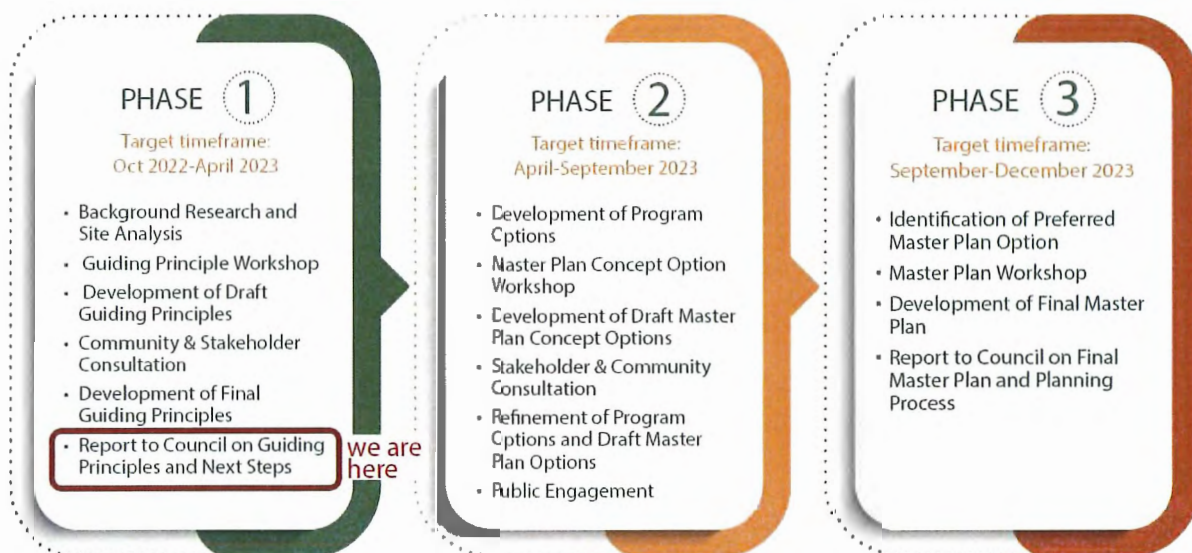 PHASE 1
Target timeframe:
Oct 2022-April 2023
• Background Research and
Site Analysis
• Guiding Principle Workshop
• Development of Draft
Guiding Principles
• Community & Stakeholder
Consultation
• Development of Final
Guiding Principles
• Report to Council on Guiding
Principles and Next Steps
we are
here
PHASE 2
Target timeframe:
April-September 2023
• Development of Program
Options
• Master Plan Concept Option
Workshop
• Development of Draft Master
Plan Concept Options
• Stakeholder & Community
Consultation
• Refinement of Program
Options and Draft Master
Plan Options
• Public Engagement
PHASE 3
Target timeframe:
September-December 2023
• Identification of Preferred
Master Plan Option
• Master Plan Workshop
• Development of Final Master
Plan
• Report to Council on Final
Master Plan and Planning
Process